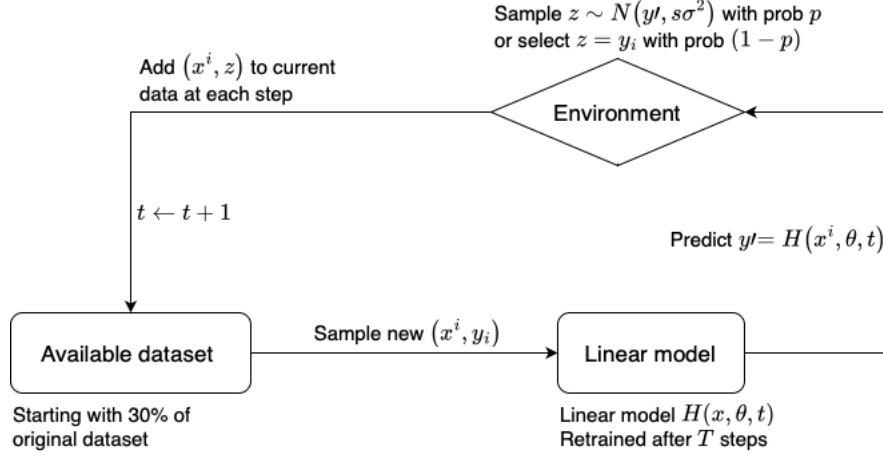 Sample z ∼ N(y′, sσ²) with prob p
or select z = yᵢ with prob (1 − p)
Add (xⁱ, z) to current
data at each step
Environment
t ← t + 1
Predict y′= H(xⁱ, θ, t)
Sample new (xⁱ, yᵢ)
Available dataset
Linear model
Starting with 30% of
original dataset
Linear model H(x, θ, t)
Retrained after T steps